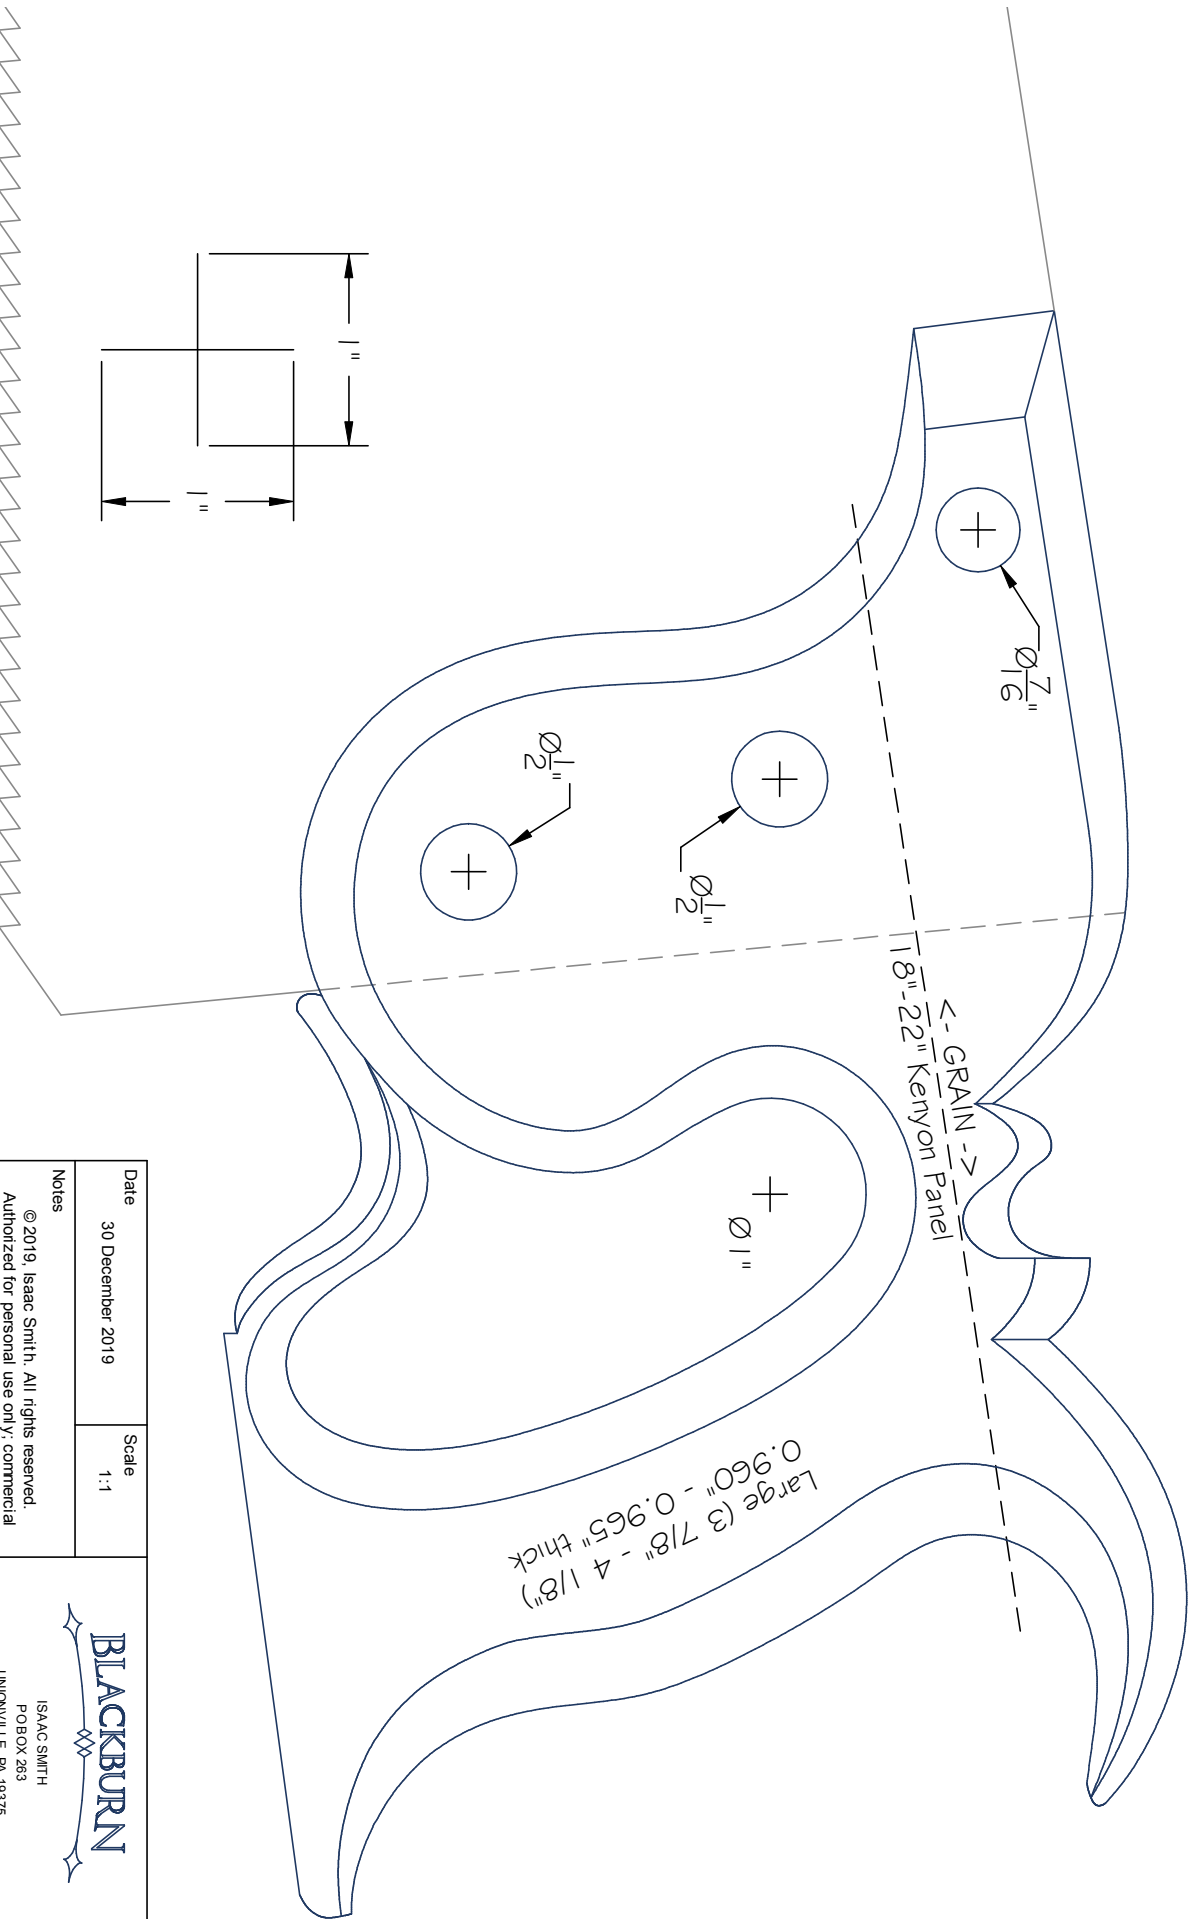 1"
1"
Ø7/16"
Ø1/2"
Ø1/2"
<- GRAIN ->
18"-22" Kenyon Panel
Ø1"
Large (3 7/8" - 4 1/8")
0.960" - 0.965" thick
Date
30 December 2019
Scale
1:1
Notes
© 2019, Isaac Smith. All rights reserved.
Authorized for personal use only; commercial
BLACKBURN
ISAAC SMITH
PO BOX 263
UNIONVILLE, PA 19375